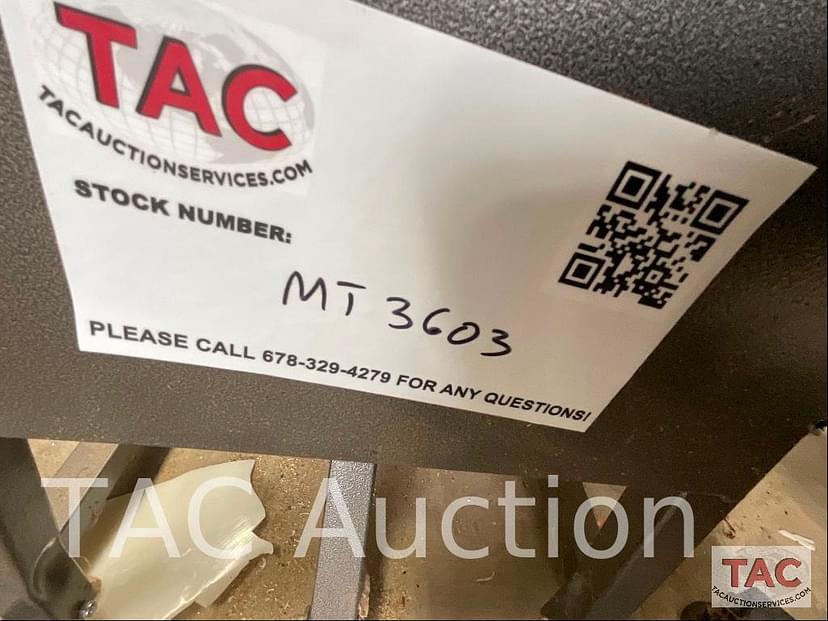 TAC
TACAUCTIONSERVICES.COM
STOCK NUMBER:
MT 3603
PLEASE CALL 678-329-4279 FOR ANY QUESTIONS!
TAC Auction
TAC
TACAUCTIONSERVICES.COM